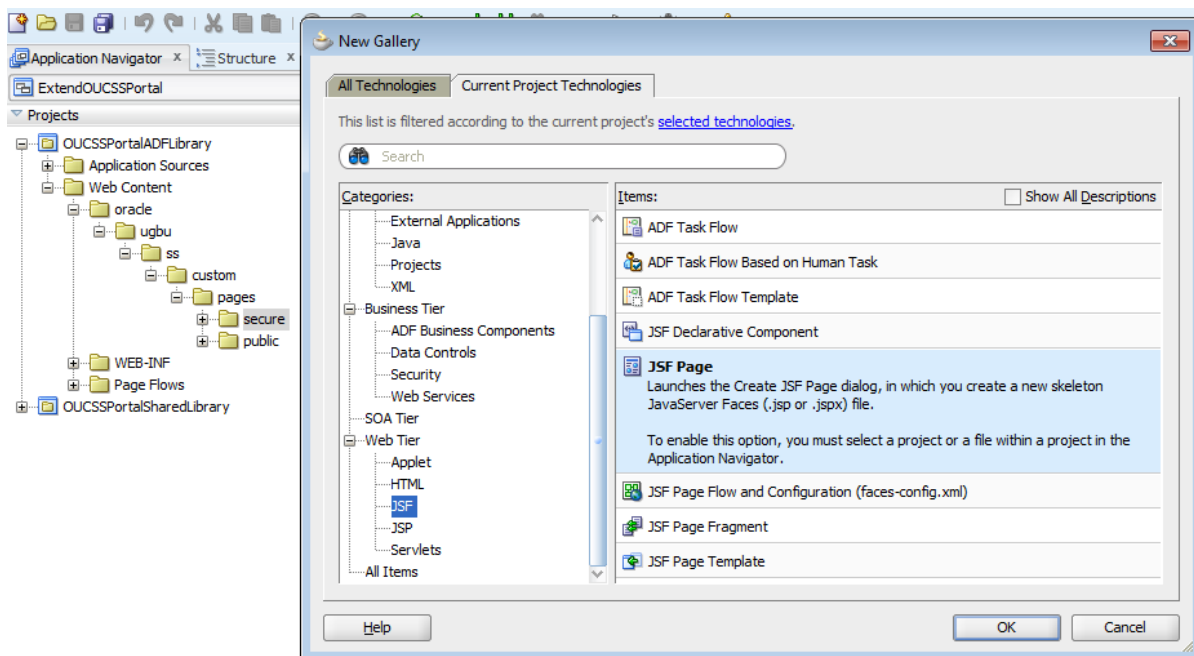 New Gallery
Application Navigator x Structure x
ExtendOUCSSPortal
Projects
OUCSSPortalADFLibrary
Application Sources
Web Content
oracle
ugbu
ss
custom
pages
secure
public
WEB-INF
Page Flows
OUCSSPortalSharedLibrary
All Technologies Current Project Technologies
This list is filtered according to the current project's selected technologies.
Search
Categories:
External Applications
Java
Projects
XML
Business Tier
ADF Business Components
Data Controls
Security
Web Services
SOA Tier
Web Tier
Applet
HTML
JSF
JSP
Servlets
All Items
Items: Show All Descriptions
ADF Task Flow
ADF Task Flow Based on Human Task
ADF Task Flow Template
JSF Declarative Component
JSF Page
Launches the Create JSF Page dialog, in which you create a new skeleton
JavaServer Faces (.jsp or .jspx) file.
To enable this option, you must select a project or a file within a project in the
Application Navigator.
JSF Page Flow and Configuration (faces-config.xml)
JSF Page Fragment
JSF Page Template
Help OK Cancel